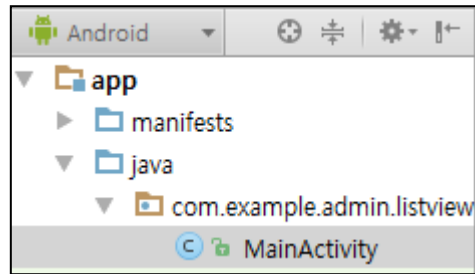 Android
app
manifests
java
com.example.admin.listview
C MainActivity